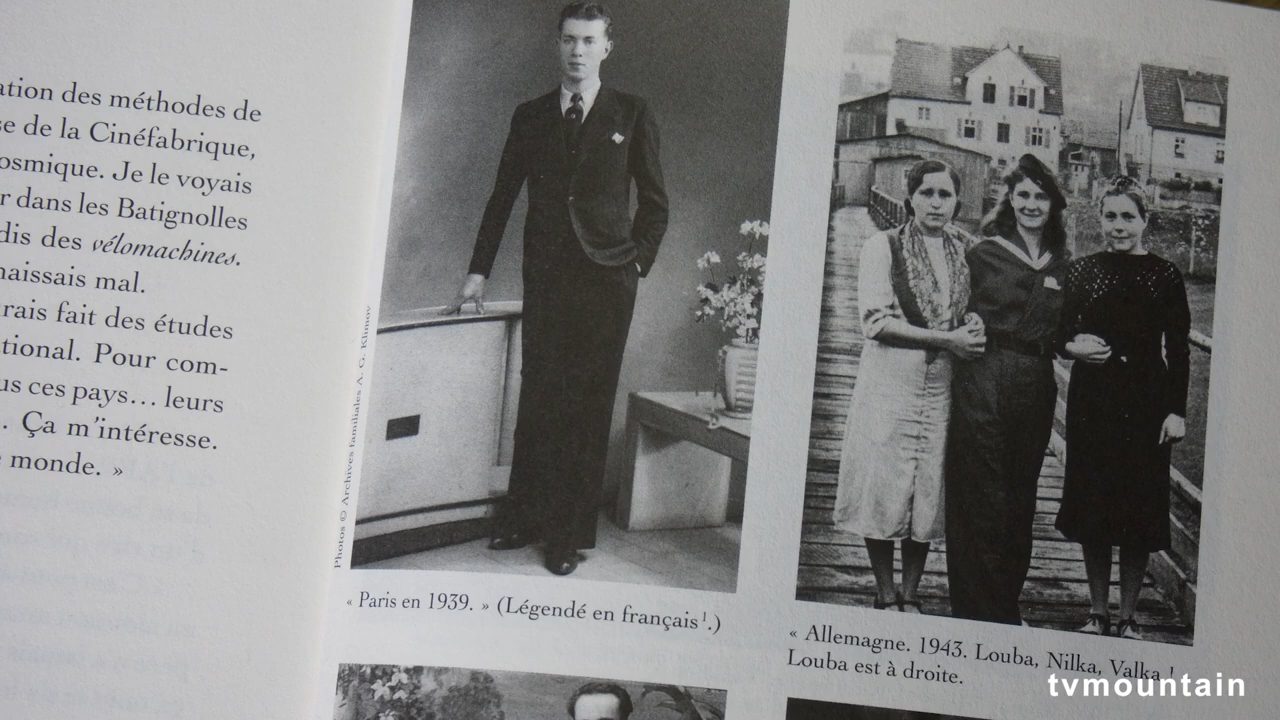 ation des méthodes de
se de la Cinéfabrique,
osmique. Je le voyais
r dans les Batignolles
dis des vélomachines.
naissais mal.
rais fait des études
tional. Pour com-
us ces pays... leurs
. Ça m'intéresse.
monde. »
Photos © Archives familiales A. G. Klimov
« Paris en 1939. » (Légendé en français¹.)
« Allemagne. 1943. Louba, Nilka, Valka
Louba est à droite.
tvmountain